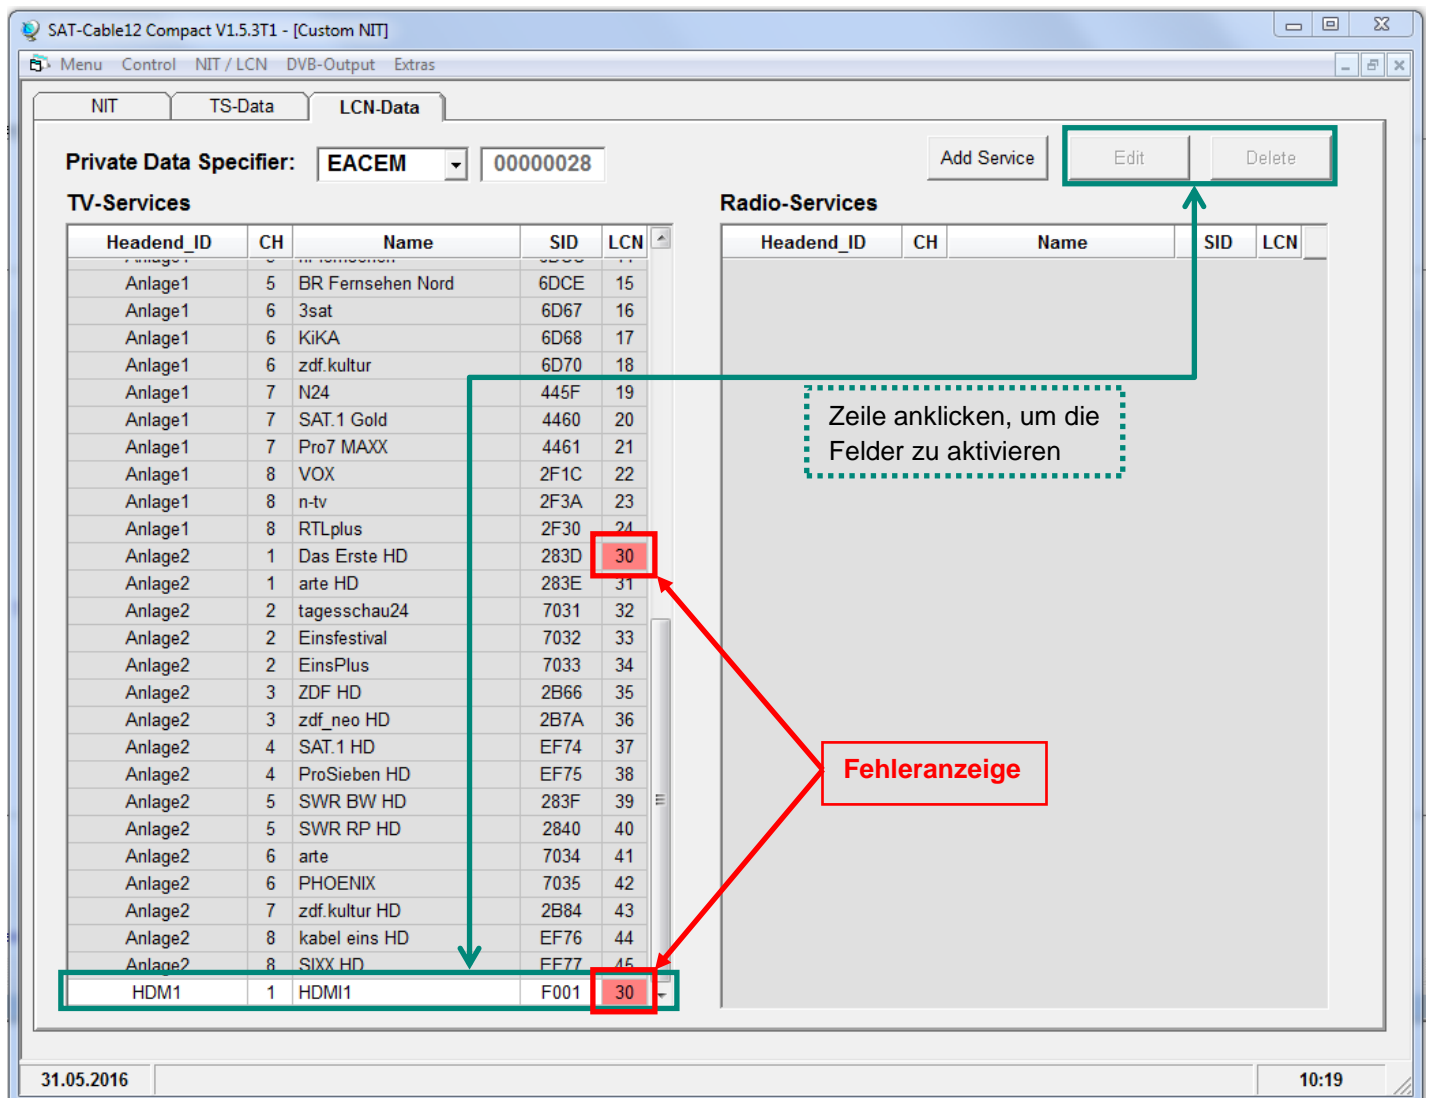 SAT-Cable12 Compact V1.5.3T1 - [Custom NIT]
Menu Control NIT / LCN DVB-Output Extras
NIT TS-Data LCN-Data
Private Data Specifier: EACEM 00000028 Add Service Edit Delete
TV-Services Radio-Services
Headend_ID CH Name SID LCN Headend_ID CH Name SID LCN
Anlage1 5 BR Fernsehen Nord 6DCE 15
Anlage1 6 3sat 6D67 16
Anlage1 6 KiKA 6D68 17
Anlage1 6 zdf.kultur 6D70 18
Anlage1 7 N24 445F 19
Anlage1 7 SAT.1 Gold 4460 20
Anlage1 7 Pro7 MAXX 4461 21
Anlage1 8 VOX 2F1C 22
Anlage1 8 n-tv 2F3A 23
Anlage1 8 RTLplus 2F30 24
Anlage2 1 Das Erste HD 283D 30
Anlage2 1 arte HD 283E 31
Anlage2 2 tagesschau24 7031 32
Anlage2 2 Einsfestival 7032 33
Anlage2 2 EinsPlus 7033 34
Anlage2 3 ZDF HD 2B66 35
Anlage2 3 zdf_neo HD 2B7A 36
Anlage2 4 SAT.1 HD EF74 37
Anlage2 4 ProSieben HD EF75 38
Anlage2 5 SWR BW HD 283F 39
Anlage2 5 SWR RP HD 2840 40
Anlage2 6 arte 7034 41
Anlage2 6 PHOENIX 7035 42
Anlage2 7 zdf.kultur HD 2B84 43
Anlage2 8 kabel eins HD EF76 44
Anlage2 8 SIXX HD EF77 45
HDM1 1 HDMI1 F001 30
Zeile anklicken, um die
Felder zu aktivieren
Fehleranzeige
31.05.2016 10:19